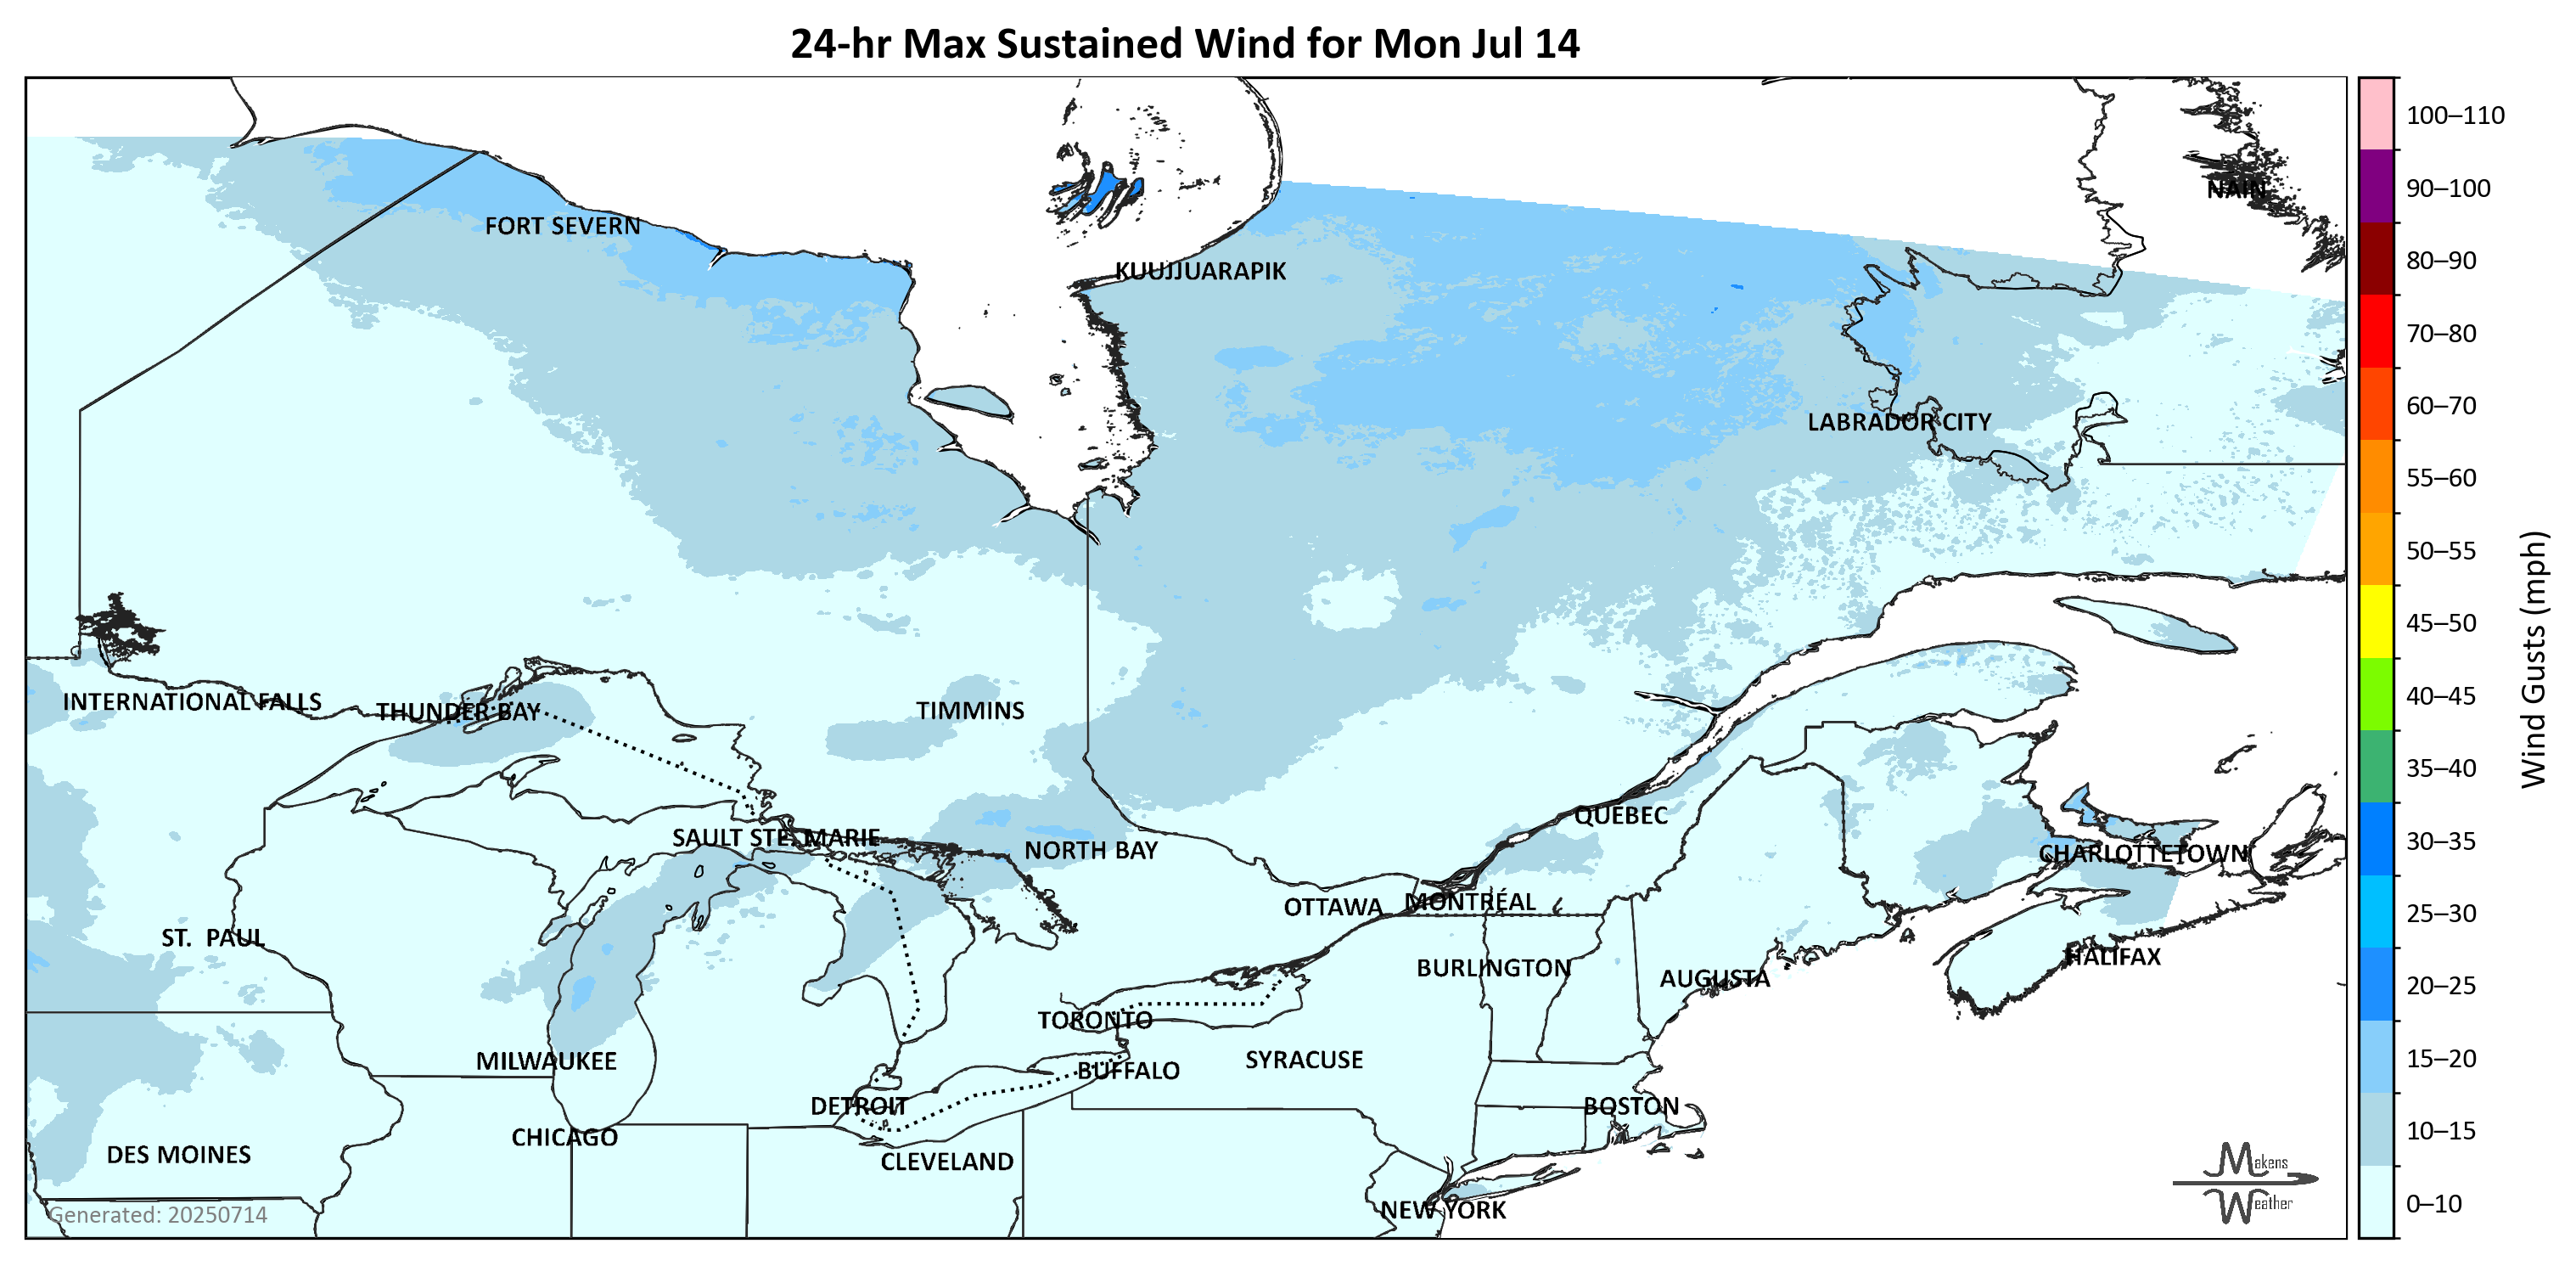 24-hr Max Sustained Wind for Mon Jul 14
100–110
90–100
NAIN
FORT SEVERN
80–90
KUUJJUARAPIK
70–80
60–70
LABRADOR CITY
55–60
50–55
45–50
INTERNATIONAL FALLS
THUNDER BAY
TIMMINS
40–45
35–40
Wind Gusts (mph)
QUÉBEC
SAULT STE. MARIE
NORTH BAY
CHARLOTTETOWN
30–35
OTTAWA
MONTRÉAL
25–30
ST. PAUL
HALIFAX
BURLINGTON
AUGUSTA
20–25
TORONTO
15–20
MILWAUKEE
SYRACUSE
BUFFALO
DETROIT
BOSTON
CHICAGO
10–15
DES MOINES
CLEVELAND
Makens
Weather
NEW YORK
0–10
Generated: 20250714